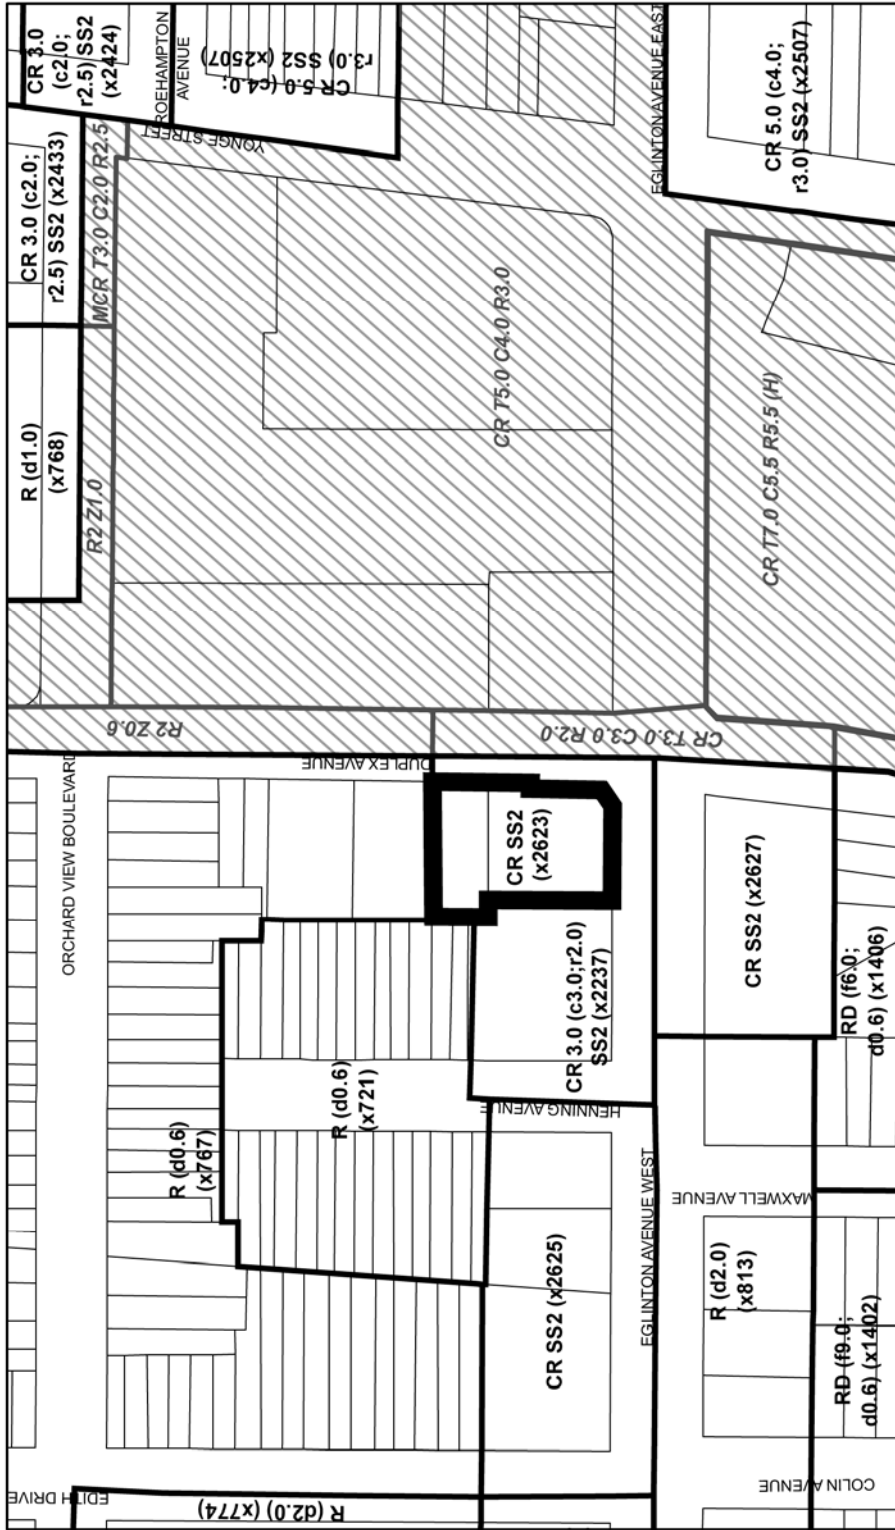 CR 3.0
(c2.0;
r2.5) SS2
(x2424)
ROEHAMPTON
AVENUE
CR 5.0 (c4.0;
r3.0) SS2 (x2507)
EGLINTON AVENUE EAST
CR 5.0 (c4.0;
r3.0) SS2 (x2507)
YONGE STREET
CR 3.0 (c2.0;
r2.5) SS2 (x2433)
MCR T3.0 C2.0 R2.5
CR T5.0 C4.0 R3.0
R (d1.0)
(x768)
R2 Z1.0
CR T7.0 C5.5 R5.5 (H)
R2 Z0.6
CR T3.0 C3.0 R2.0
ORCHARD VIEW BOULEVARD
DUPLEX AVENUE
CR SS2
(x2623)
CR SS2 (x2627)
CR 3.0 (c3.0;r2.0)
SS2 (x2237)
RD (f6.0;
d0.6) (x1406)
R (d0.6)
(x721)
HENNING AVENUE
R (d0.6)
(x767)
EGLINTON AVENUE WEST
MAXWELL AVENUE
CR SS2 (x2625)
R (d2.0)
(x813)
RD (f9.0;
d0.6) (x1402)
EDITH DRIVE
R (d2.0) (x774)
COLIN AVENUE